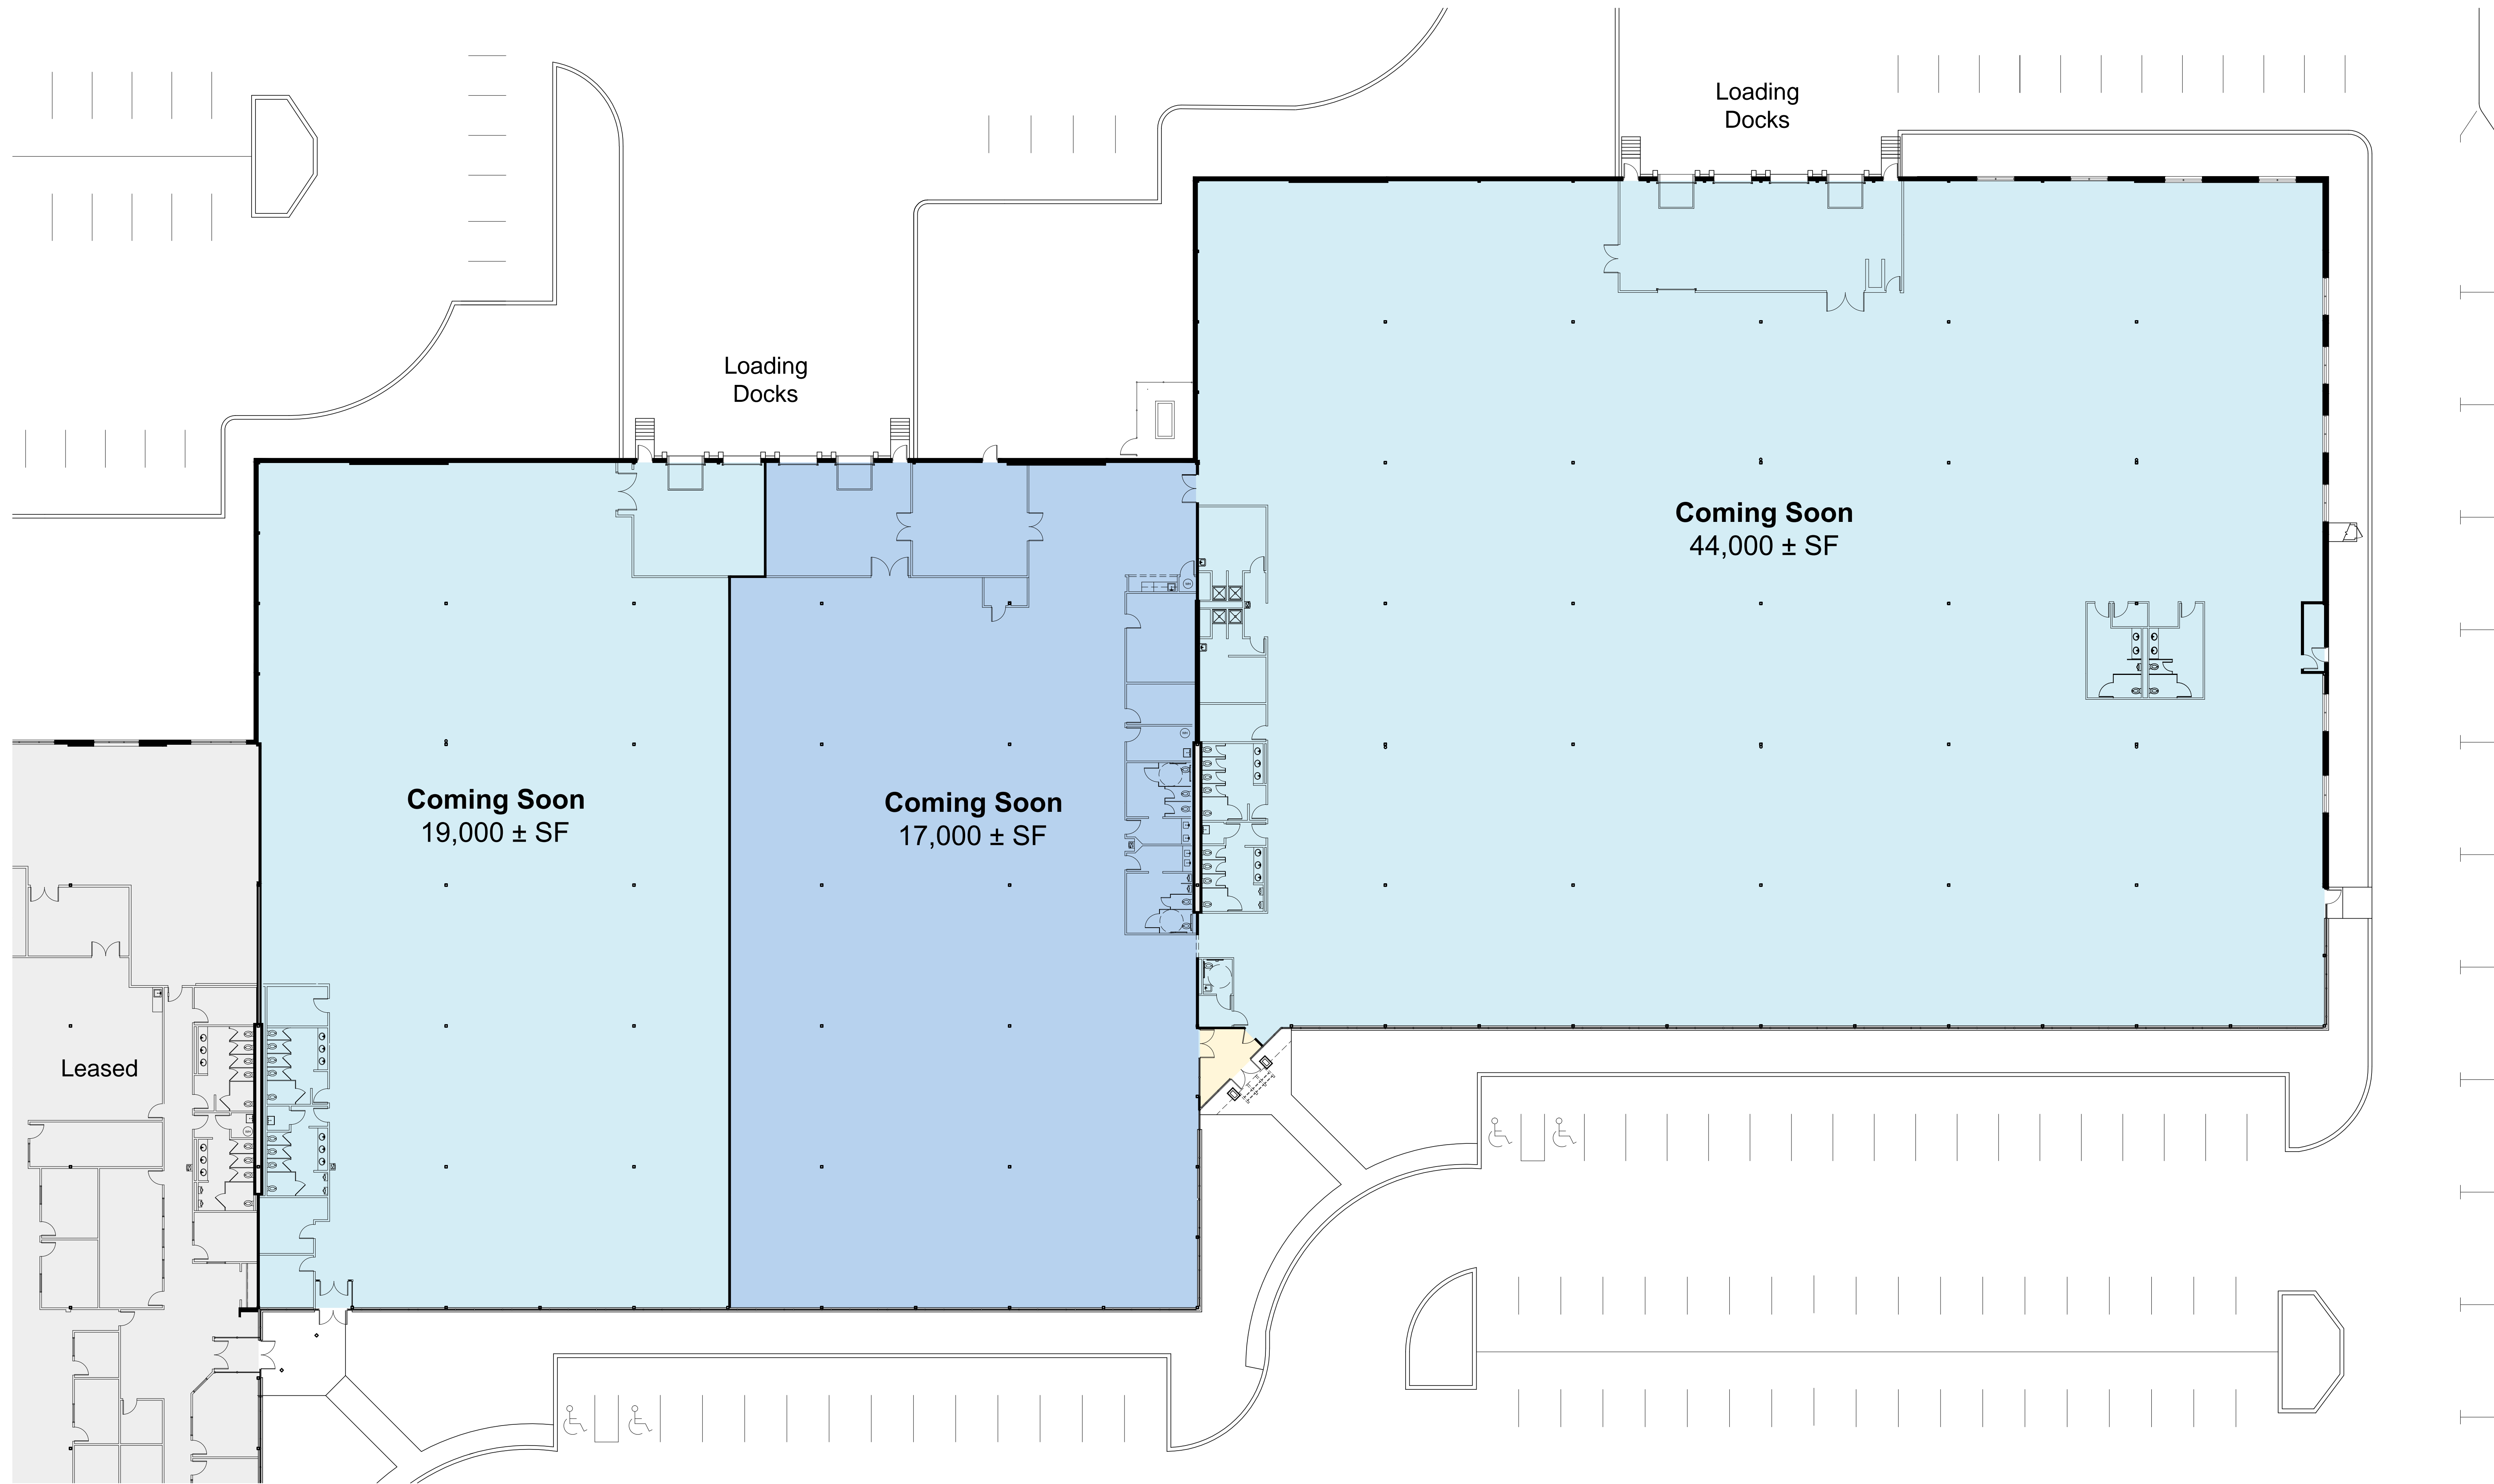 Loading
Docks
Loading
Docks
Coming Soon
44,000 ± SF
Coming Soon
19,000 ± SF
Coming Soon
17,000 ± SF
Leased